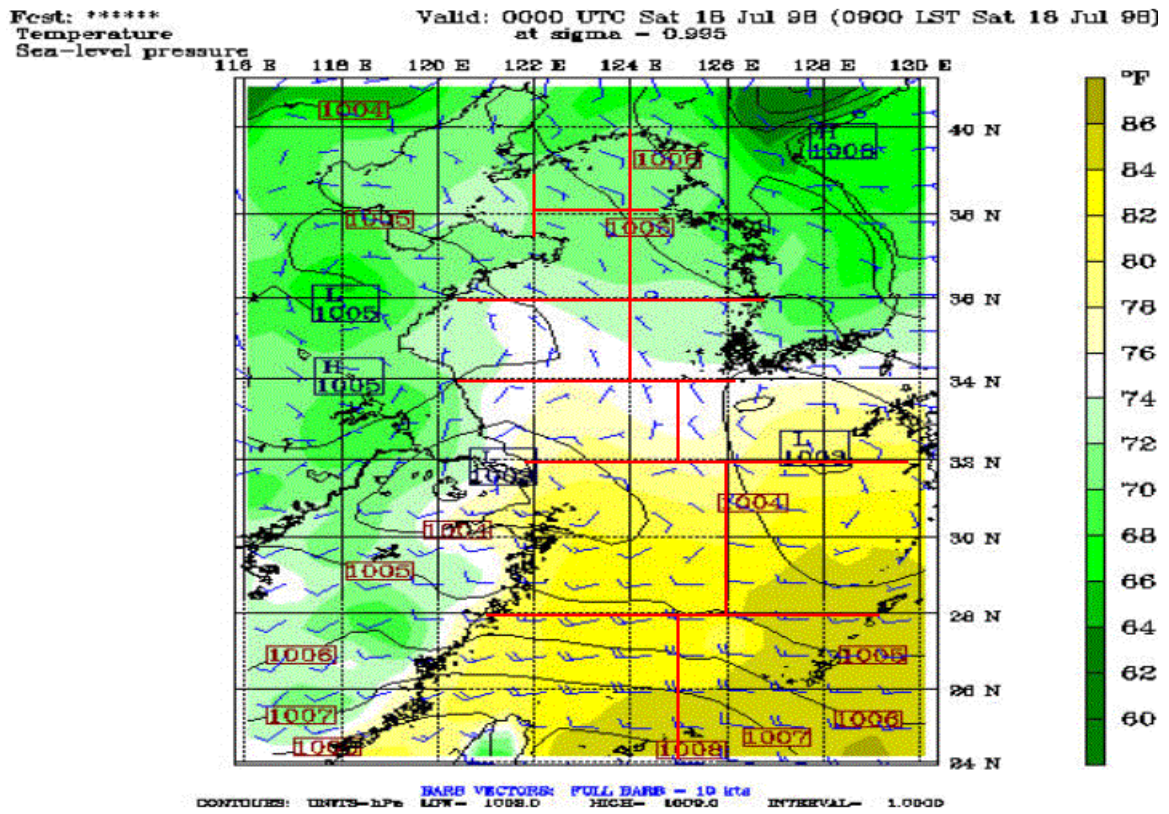 Fcst: ******
Valid: 0000 UTC Sat 18 Jul 98 (0900 LST Sat 18 Jul 98)
Temperature
at sigma = 0.995
Sea-level pressure
116 E 118 E 120 E 122 E 124 E 126 E 128 E 130 E
°F
1004
40 N
86
H
1008
1006
84
1005
38 N
82
80
L
1005
36 N
78
76
H
1005
34 N
74
L
72
32 N
1004
70
1004
30 N
68
1005
66
28 N
64
1006
1005
62
26 N
1007
1006
60
1007
1008
24 N
BARB VECTORS: FULL BARB = 10 kts
CONTOURS: UNITS=hPa LOW= HIGH= 1009.0 INTERVAL= 1.0000